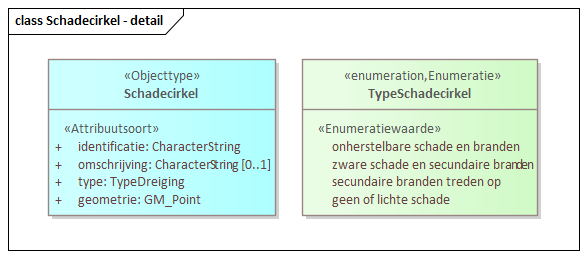 class Schadecirkel - detail
«Objecttype»
Schadecirkel
«Attribuutsoort»
+ identificatie: CharacterString
+ omschrijving: CharacterString [0..1]
+ type: TypeDreiging
+ geometrie: GM_Point
«enumeration,Enumeratie»
TypeSchadecirkel
«Enumeratiewaarde»
onherstelbare schade en branden
zware schade en secundaire branden
secundaire branden treden op
geen of lichte schade